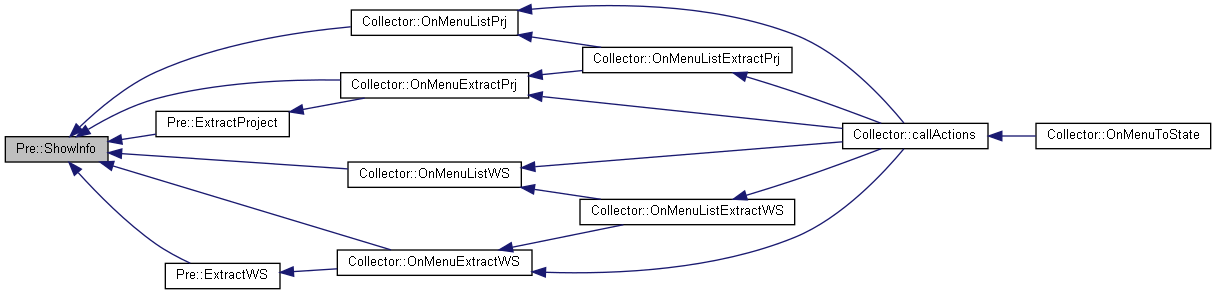 Collector::OnMenuListPrj
Collector::OnMenuListExtractPrj
Collector::OnMenuExtractPrj
Pre::ExtractProject
Collector::callActions
Collector::OnMenuToState
Pre::ShowInfo
Collector::OnMenuListWS
Collector::OnMenuListExtractWS
Collector::OnMenuExtractWS
Pre::ExtractWS